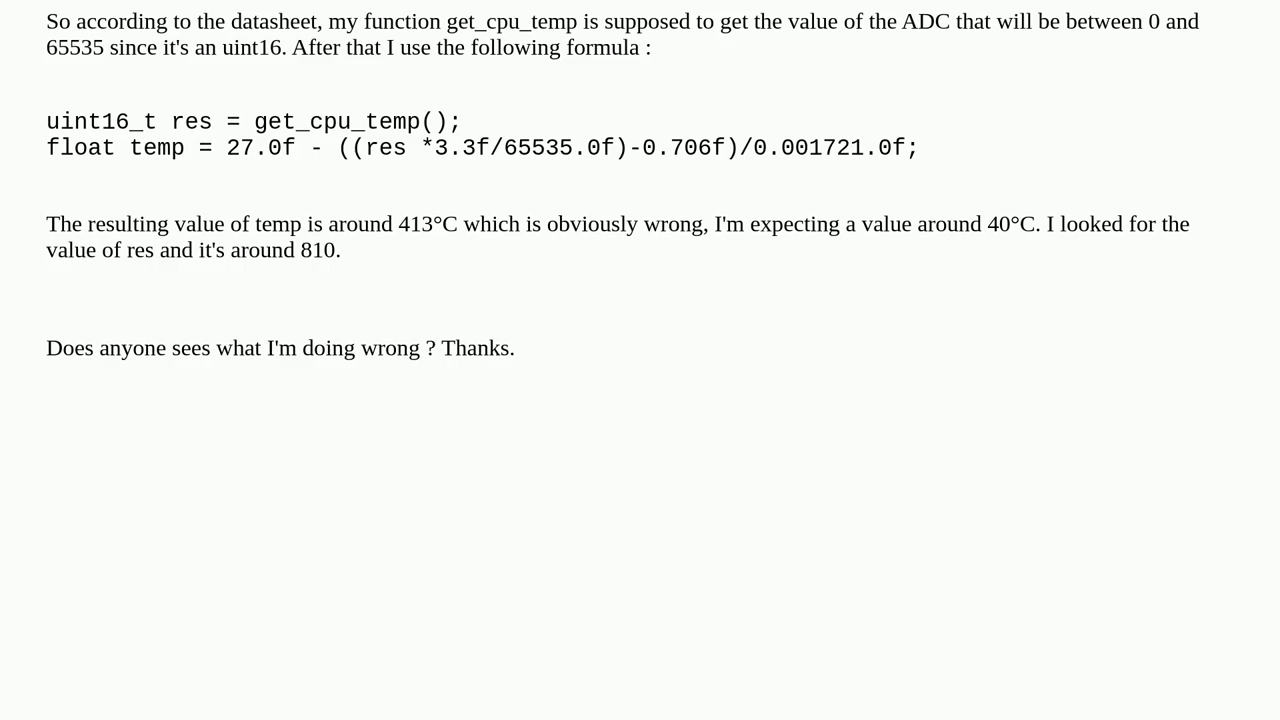 So according to the datasheet, my function get_cpu_temp is supposed to get the value of the ADC that will be between 0 and
65535 since it's an uint16. After that I use the following formula :
uint16_t res = get_cpu_temp();
float temp = 27.0f - ((res *3.3f/65535.0f)-0.706f)/0.001721.0f;
The resulting value of temp is around 413°C which is obviously wrong, I'm expecting a value around 40°C. I looked for the
value of res and it's around 810.
Does anyone sees what I'm doing wrong ? Thanks.